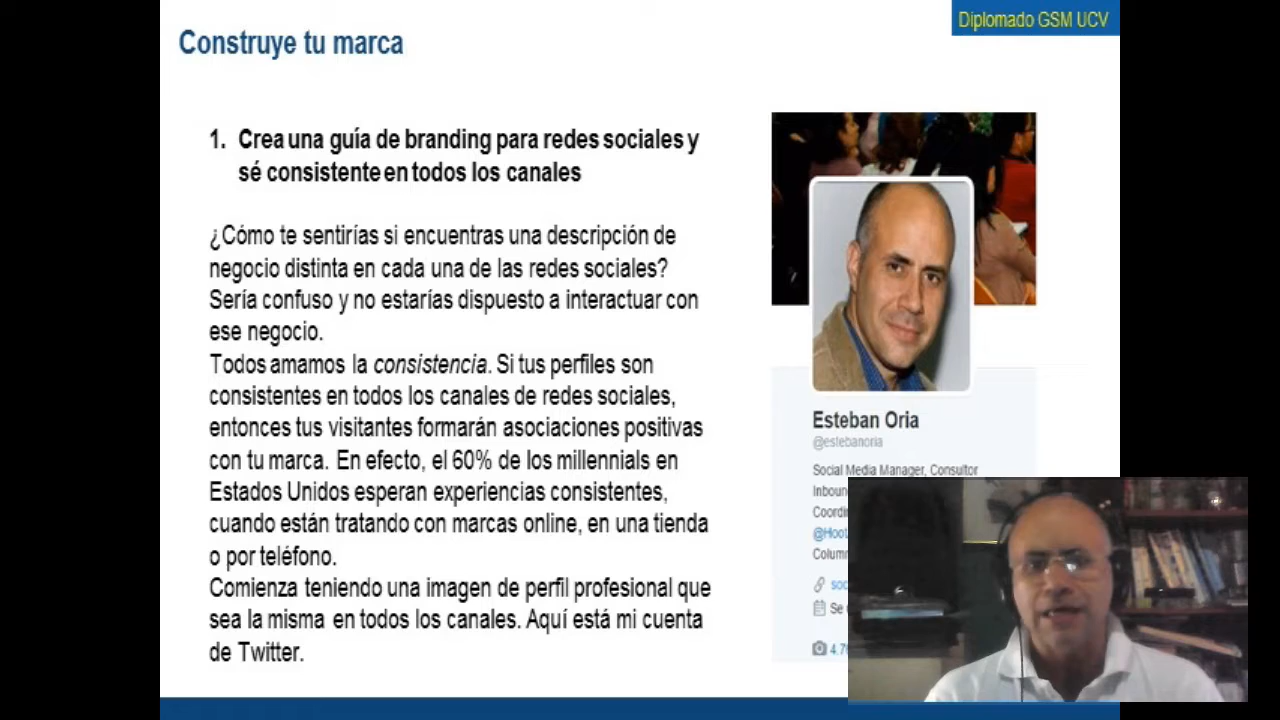 Diplomado GSM UCV
Construye tu marca
1. Crea una guía de branding para redes sociales y
sé consistente en todos los canales
¿Cómo te sentirías si encuentras una descripción de
negocio distinta en cada una de las redes sociales?
Sería confuso y no estarías dispuesto a interactuar con
ese negocio.
Todos amamos la consistencia. Si tus perfiles son
consistentes en todos los canales de redes sociales,
entonces tus visitantes formarán asociaciones positivas
con tu marca. En efecto, el 60% de los millennials en
Estados Unidos esperan experiencias consistentes,
cuando están tratando con marcas online, en una tienda
o por teléfono.
Comienza teniendo una imagen de perfil profesional que
sea la misma en todos los canales. Aquí está mi cuenta
de Twitter.
Esteban Oria
@estebanoria
Social Media Manager, Consultor
Se